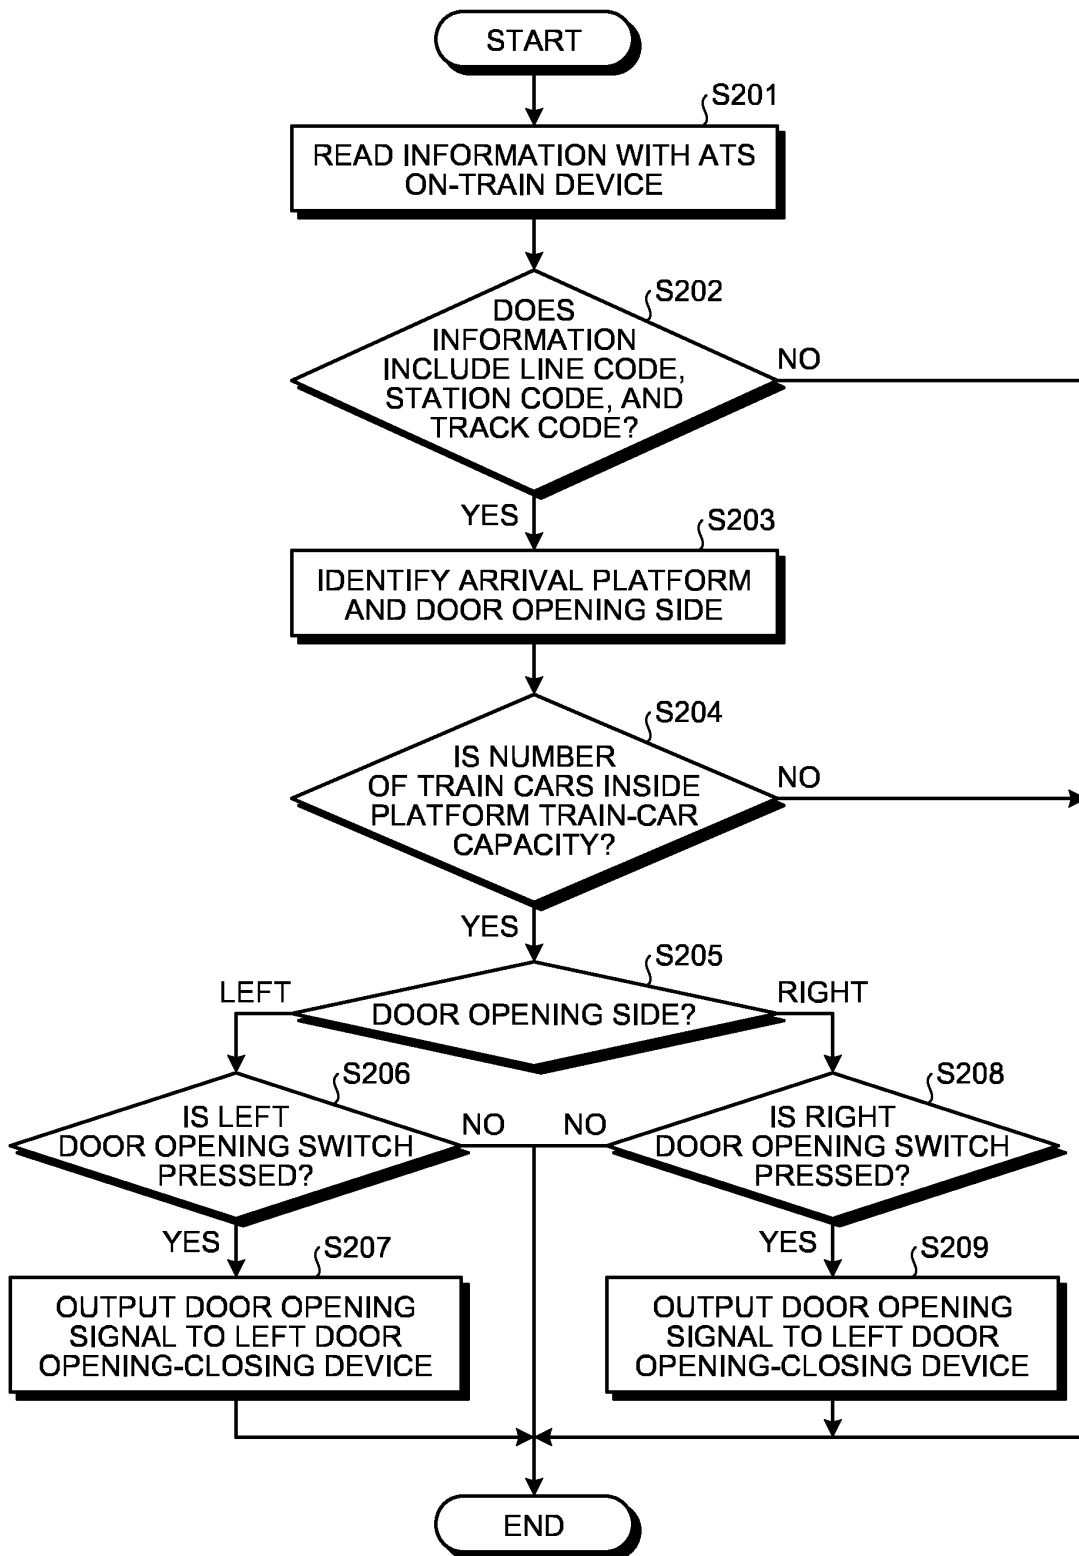 START
S201
READ INFORMATION WITH ATS
ON-TRAIN DEVICE
S202
DOES
INFORMATION
INCLUDE LINE CODE,
STATION CODE, AND
TRACK CODE?
NO
YES
S203
IDENTIFY ARRIVAL PLATFORM
AND DOOR OPENING SIDE
S204
IS NUMBER
OF TRAIN CARS INSIDE
PLATFORM TRAIN-CAR
CAPACITY?
NO
YES
S205
LEFT
DOOR OPENING SIDE?
RIGHT
S206
IS LEFT
DOOR OPENING SWITCH
PRESSED?
NO
YES
S208
NO
IS RIGHT
DOOR OPENING SWITCH
PRESSED?
YES
S207
OUTPUT DOOR OPENING
SIGNAL TO LEFT DOOR
OPENING-CLOSING DEVICE
S209
OUTPUT DOOR OPENING
SIGNAL TO LEFT DOOR
OPENING-CLOSING DEVICE
END